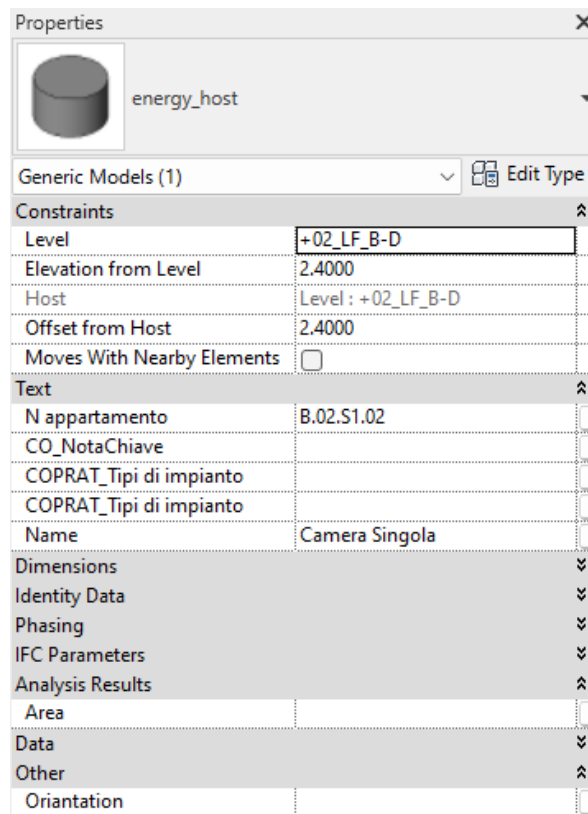 Properties
energy_host
Generic Models (1) Edit Type
Constraints
Level +02_LF_B-D
Elevation from Level 2.4000
Host Level : +02_LF_B-D
Offset from Host 2.4000
Moves With Nearby Elements
Text
N appartamento B.02.S1.02
CO_NotaChiave
COPRAT_Tipi di impianto
COPRAT_Tipi di impianto
Name Camera Singola
Dimensions
Identity Data
Phasing
IFC Parameters
Analysis Results
Area
Data
Other
Oriantation